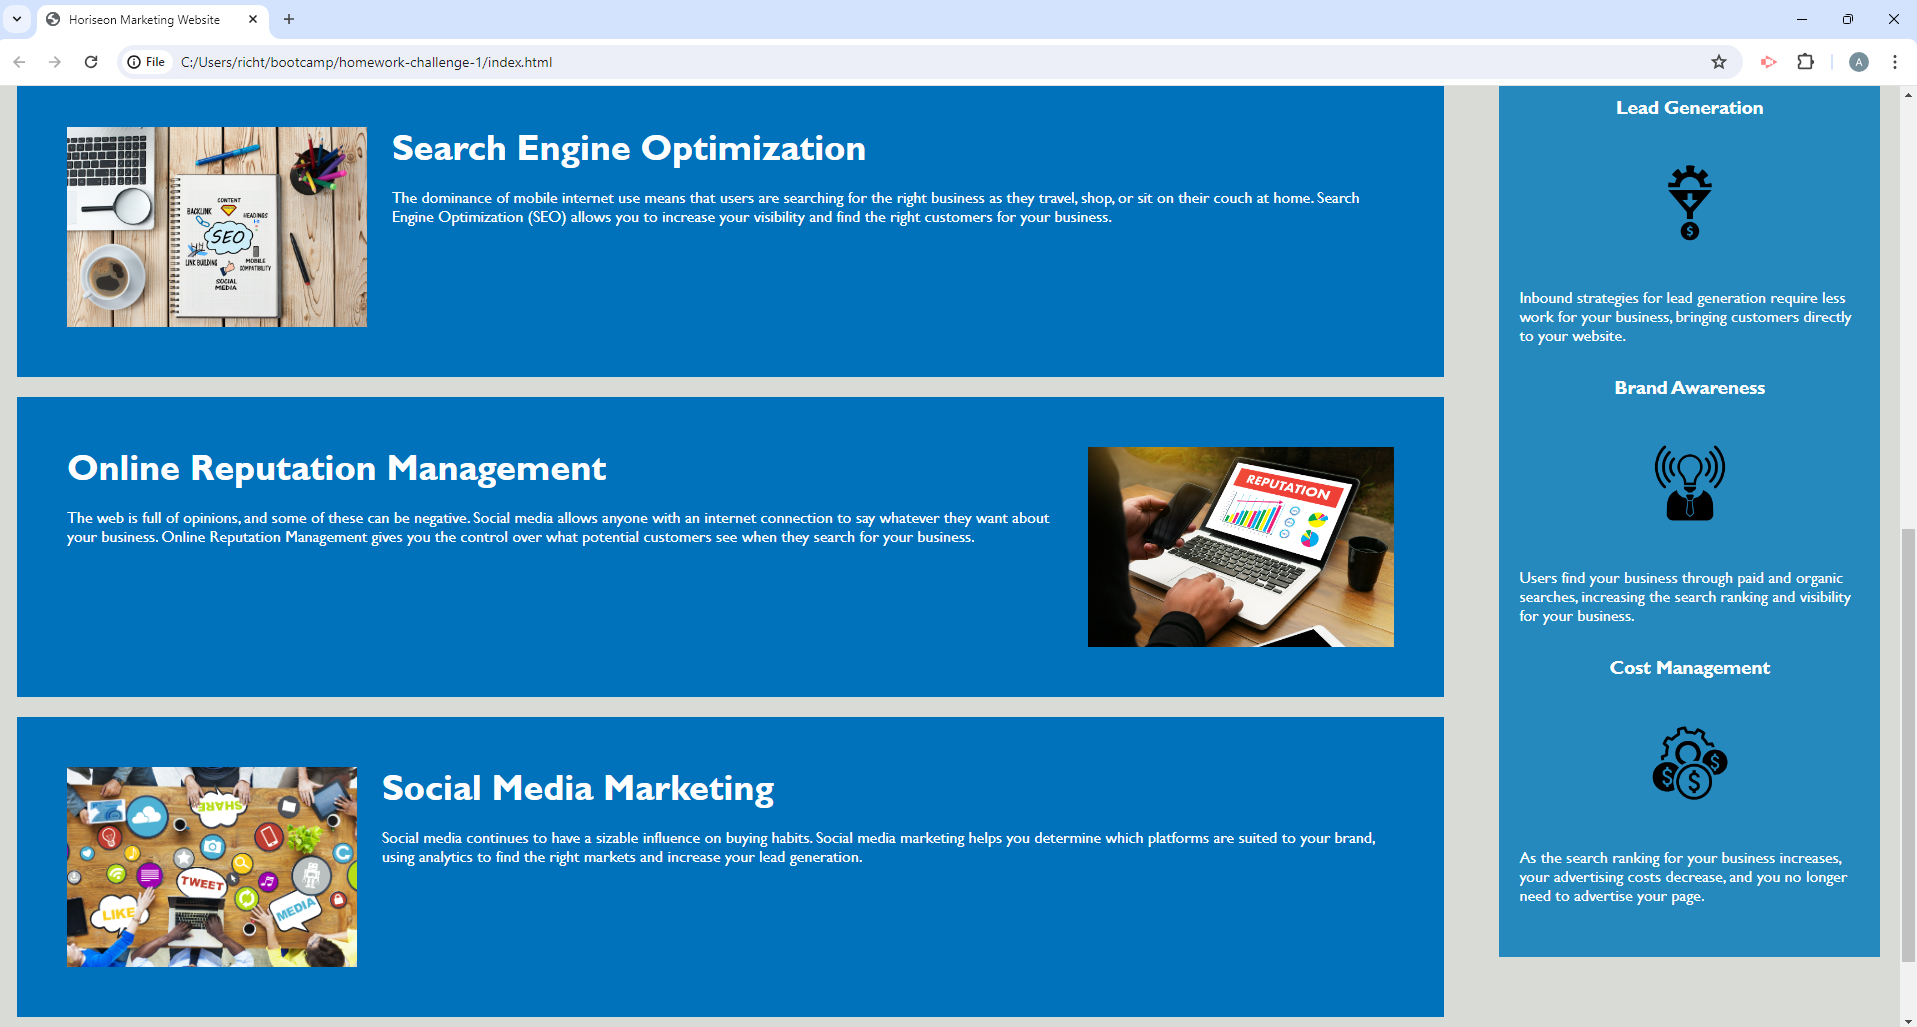 Horiseon Marketing Website
File
C:/Users/richt/bootcamp/homework-challenge-1/index.html
A
Search Engine Optimization
The dominance of mobile internet use means that users are searching for the right business as they travel, shop, or sit on their couch at home. Search
Engine Optimization (SEO) allows you to increase your visibility and find the right customers for your business.
CONTENT
BACKLINK
HEADINGS
SEO
LINK BUILDING
MOBILE
COMPATIBILITY
SOCIAL
MEDIA
Online Reputation Management
The web is full of opinions, and some of these can be negative. Social media allows anyone with an internet connection to say whatever they want about
your business. Online Reputation Management gives you the control over what potential customers see when they search for your business.
REPUTATION
Social Media Marketing
Social media continues to have a sizable influence on buying habits. Social media marketing helps you determine which platforms are suited to your brand,
using analytics to find the right markets and increase your lead generation.
SHARE
TWEET
LIKE
MEDIA
Lead Generation
$
Inbound strategies for lead generation require less
work for your business, bringing customers directly
to your website.
Brand Awareness
Users find your business through paid and organic
searches, increasing the search ranking and visibility
for your business.
Cost Management
$
$
$
As the search ranking for your business increases,
your advertising costs decrease, and you no longer
need to advertise your page.